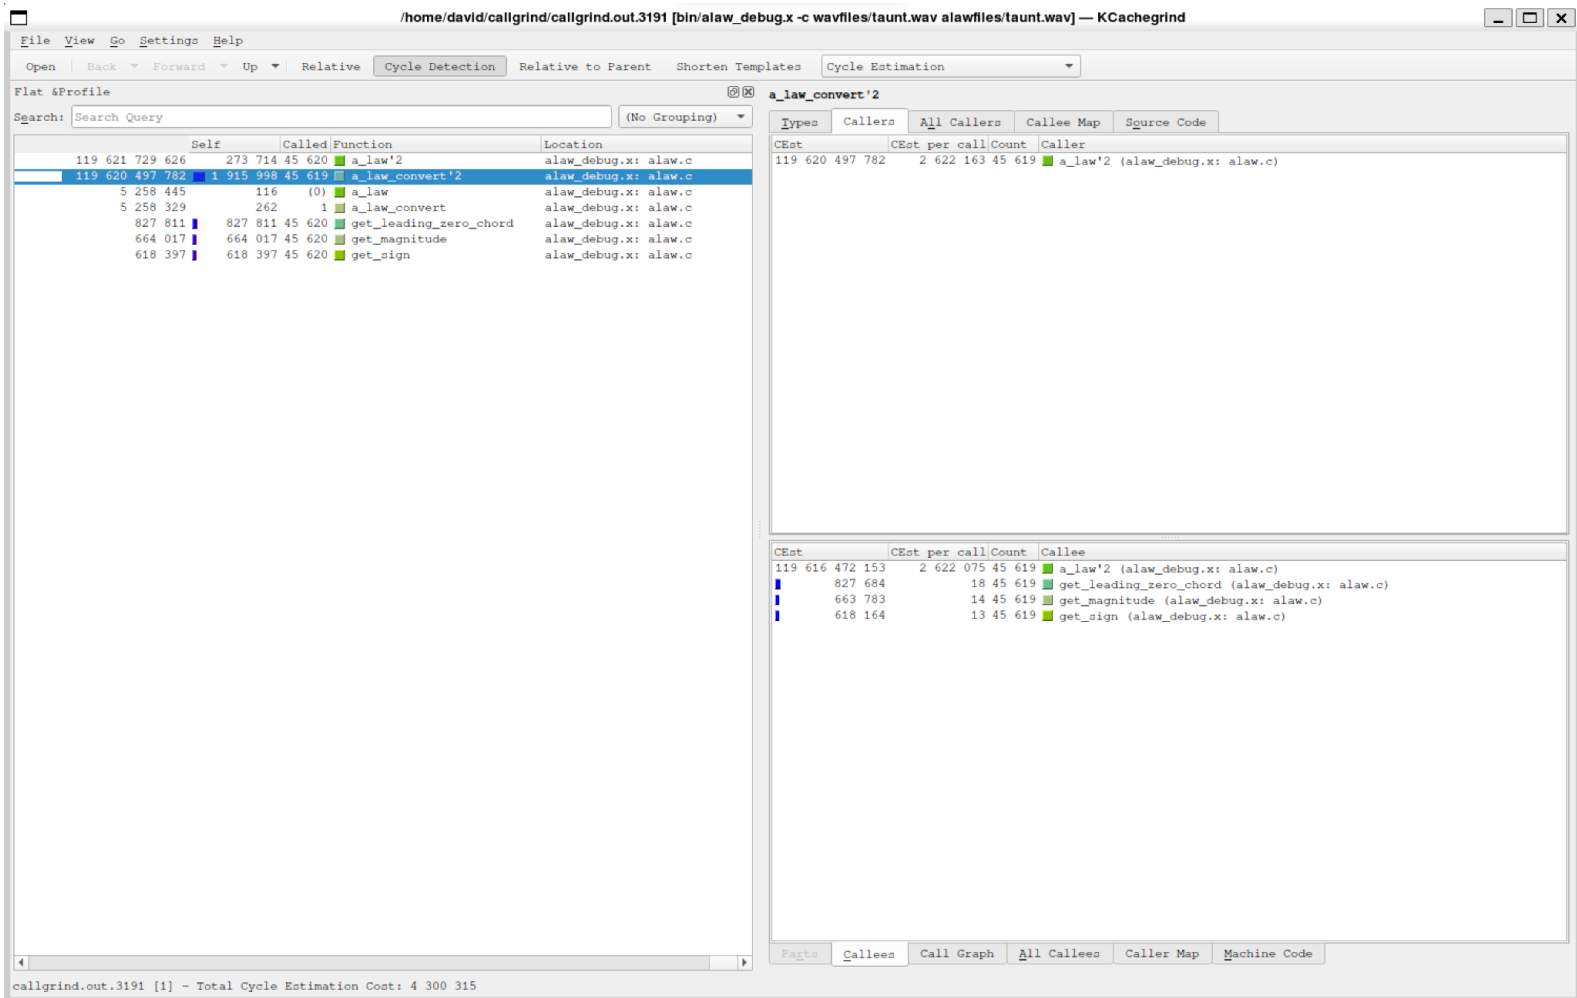 /home/david/callgrind/callgrind.out.3191 [bin/alaw_debug.x -c wavfiles/taunt.wav alawfiles/taunt.wav] — KCachegrind
File View Go Settings Help
Open Back Forward Up Relative Cycle Detection Relative to Parent Shorten Templates Cycle Estimation
Flat &Profile
Search: Search Query (No Grouping)
Self Called Function Location
119 621 729 626 273 714 45 620 a_law'2 alaw_debug.x: alaw.c
119 620 497 782 1 915 998 45 619 a_law_convert'2 alaw_debug.x: alaw.c
5 258 445 116 (0) a_law alaw_debug.x: alaw.c
5 258 329 262 1 a_law_convert alaw_debug.x: alaw.c
827 811 827 811 45 620 get_leading_zero_chord alaw_debug.x: alaw.c
664 017 664 017 45 620 get_magnitude alaw_debug.x: alaw.c
618 397 618 397 45 620 get_sign alaw_debug.x: alaw.c
a_law_convert'2
Types Callers All Callers Callee Map Source Code
CEst CEst per call Count Caller
119 620 497 782 2 622 163 45 619 a_law'2 (alaw_debug.x: alaw.c)
CEst CEst per call Count Callee
119 616 472 153 2 622 075 45 619 a_law'2 (alaw_debug.x: alaw.c)
827 684 18 45 619 get_leading_zero_chord (alaw_debug.x: alaw.c)
663 783 14 45 619 get_magnitude (alaw_debug.x: alaw.c)
618 164 13 45 619 get_sign (alaw_debug.x: alaw.c)
Parts Callees Call Graph All Callees Caller Map Machine Code
callgrind.out.3191 [1] - Total Cycle Estimation Cost: 4 300 315